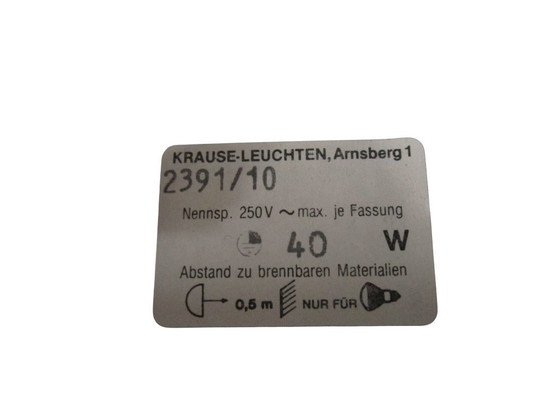 KRAUSE-LEUCHTEN, Arnsberg 1
2391/10
Nennsp. 250 V ~ max. je Fassung
40 W
Abstand zu brennbaren Materialien
0,5 m NUR FÜR